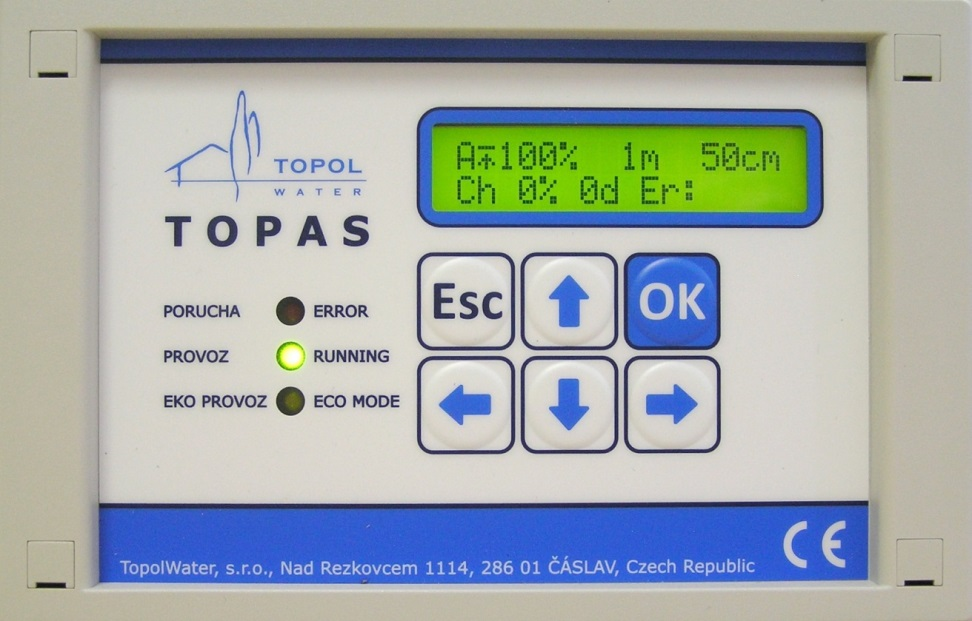 TOPOL
WATER
TOPAS
A∓100% 1m 50cm
Ch 0% 0d Er:
PORUCHA ERROR
PROVOZ RUNNING
EKO PROVOZ ECO MODE
Esc
OK
CE
TopolWater, s.r.o., Nad Rezkovcem 1114, 286 01 ČÁSLAV, Czech Republic